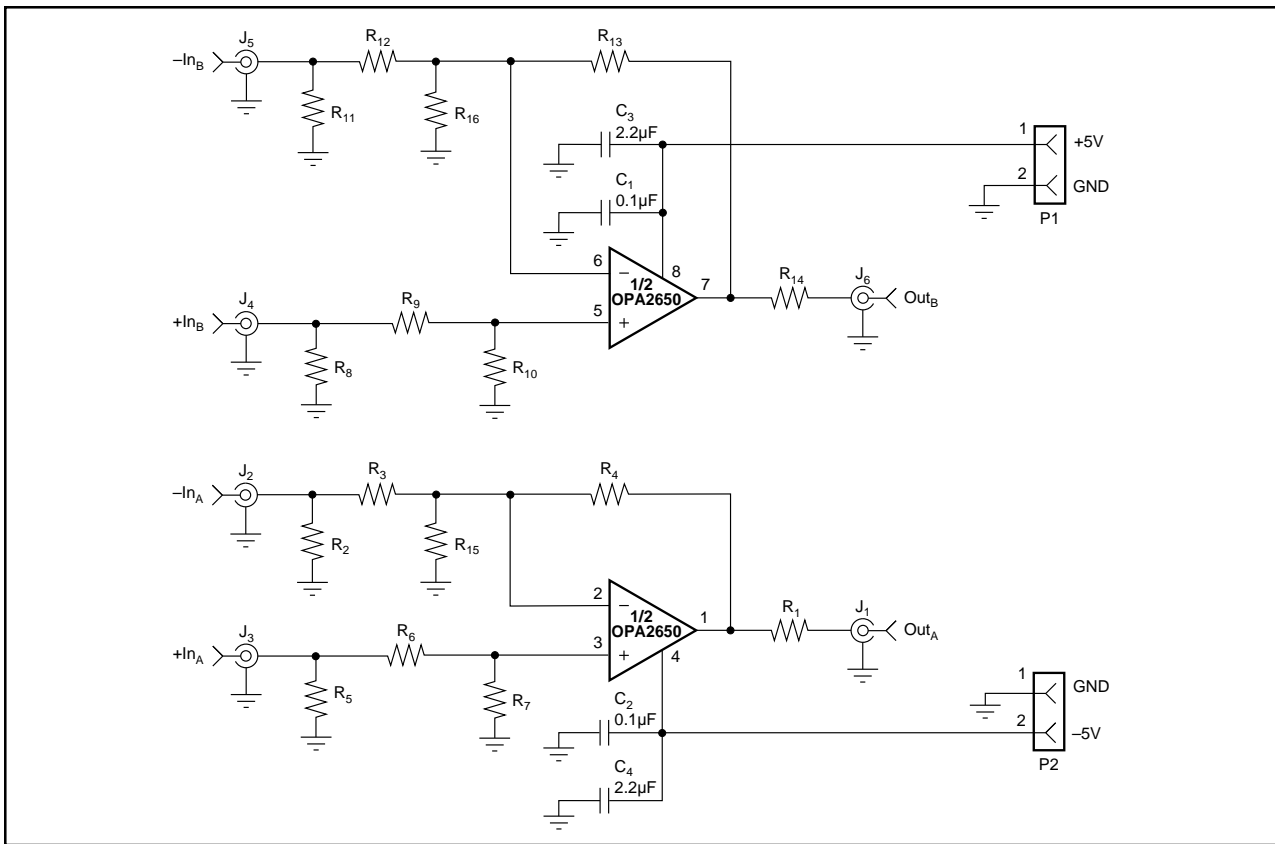 J5
–InB
R12
R13
R11
R16
C3
2.2µF
1
+5V
2
GND
P1
C1
0.1µF
6
–
8
1/2
OPA2650
7
5
+
R14
J6
OutB
J4
+InB
R9
R8
R10
J2
–InA
R3
R4
R2
R15
2
–
1/2
OPA2650
1
3
+
4
R1
J1
OutA
J3
+InA
R6
R5
R7
C2
0.1µF
C4
2.2µF
1
GND
2
–5V
P2